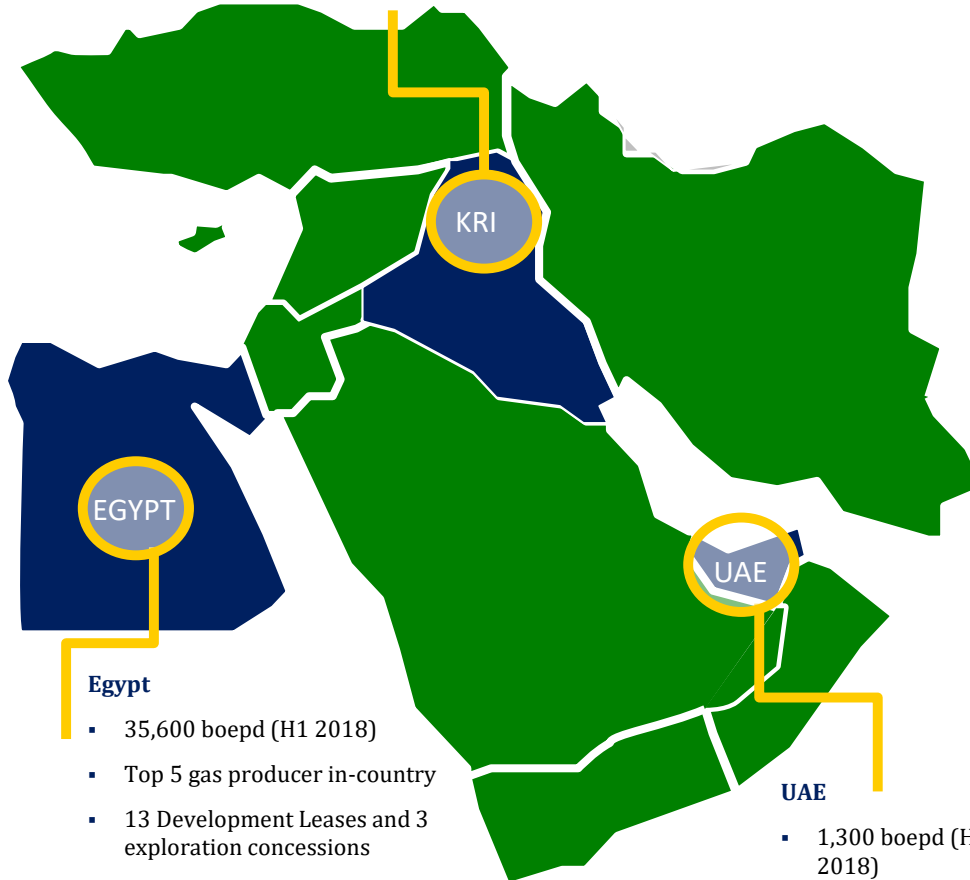 KRI
EGYPT
UAE
Egypt
▪ 35,600 boepd (H1 2018)
▪ Top 5 gas producer in-country
▪ 13 Development Leases and 3
exploration concessions
UAE
▪ 1,300 boepd (H
2018)